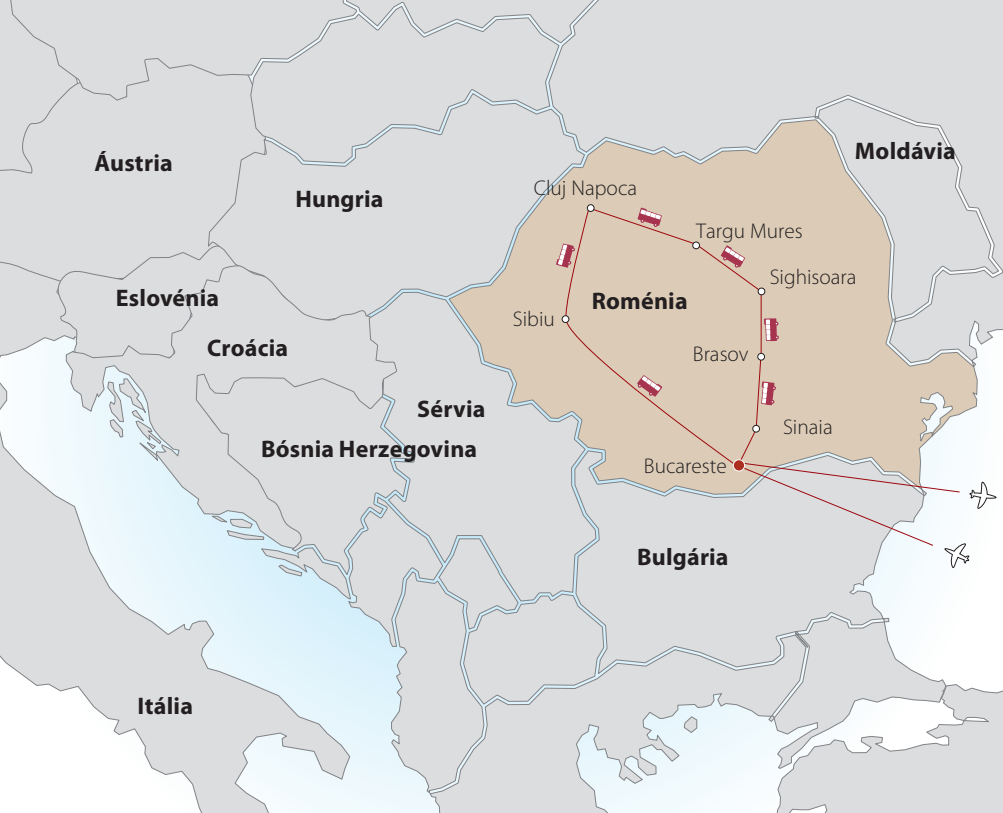 Moldávia
Áustria
Cluj Napoca
Hungria
Targu Mures
Sighisoara
Eslovénia
Roménia
Sibiu
Croácia
Brasov
Sérvia
Sinaia
Bósnia Herzegovina
Bucareste
Bulgária
Itália